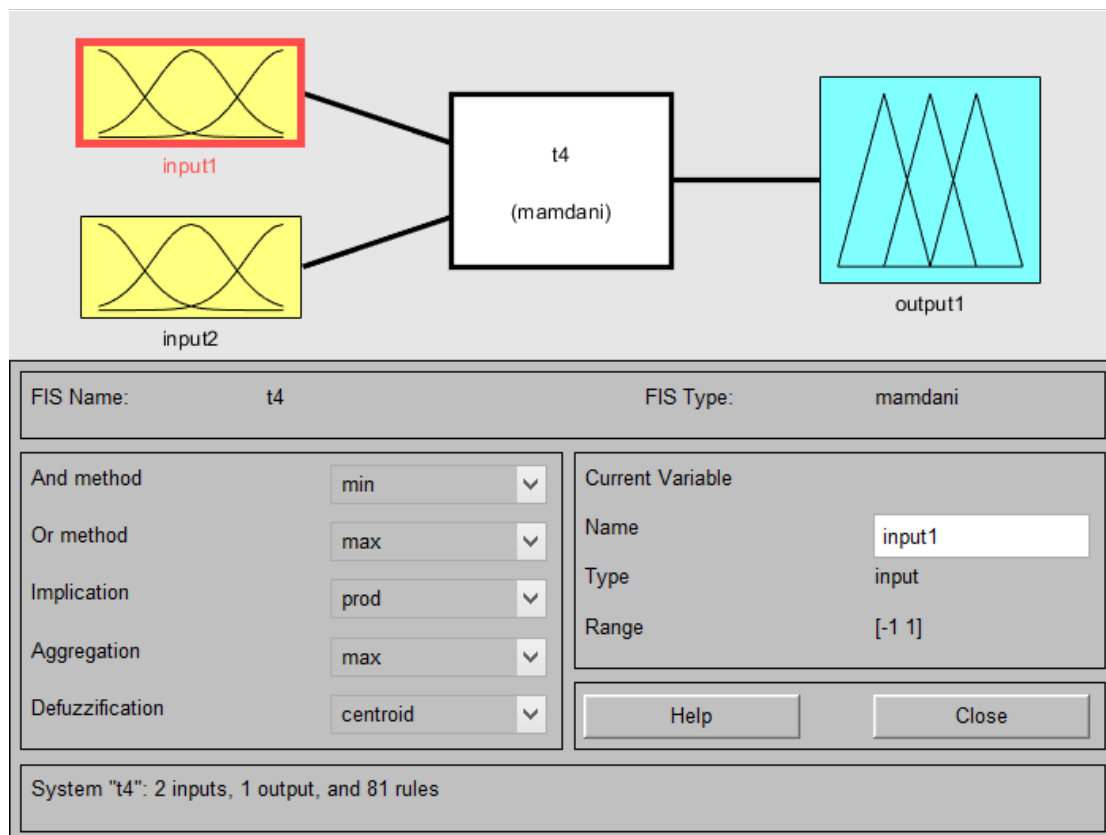 input1
t4
(mamdani)
output1
input2
FIS Name: t4 FIS Type: mamdani
And method min
Or method max
Implication prod
Aggregation max
Defuzzification centroid
Current Variable
Name input1
Type input
Range [-1 1]
Help Close
System "t4": 2 inputs, 1 output, and 81 rules